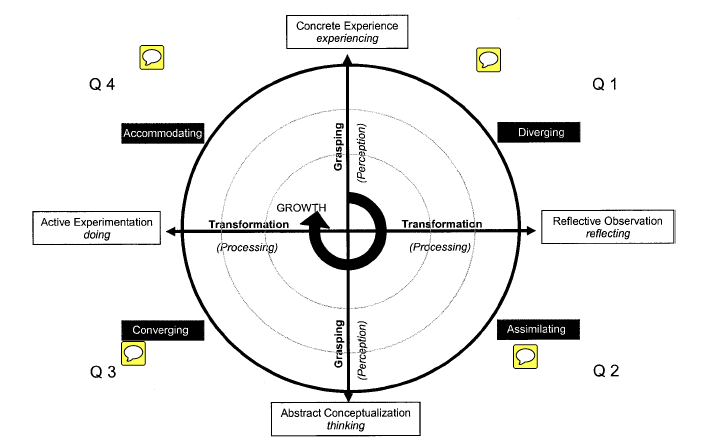 Concrete Experience
experiencing
Q 4
Q 1
Accommodating
Diverging
Grasping
(Perception)
GROWTH
Active Experimentation
doing
Transformation
(Processing)
Transformation
(Processing)
Reflective Observation
reflecting
Converging
Assimilating
Grasping
(Perception)
Q 3
Q 2
Abstract Conceptualization
thinking